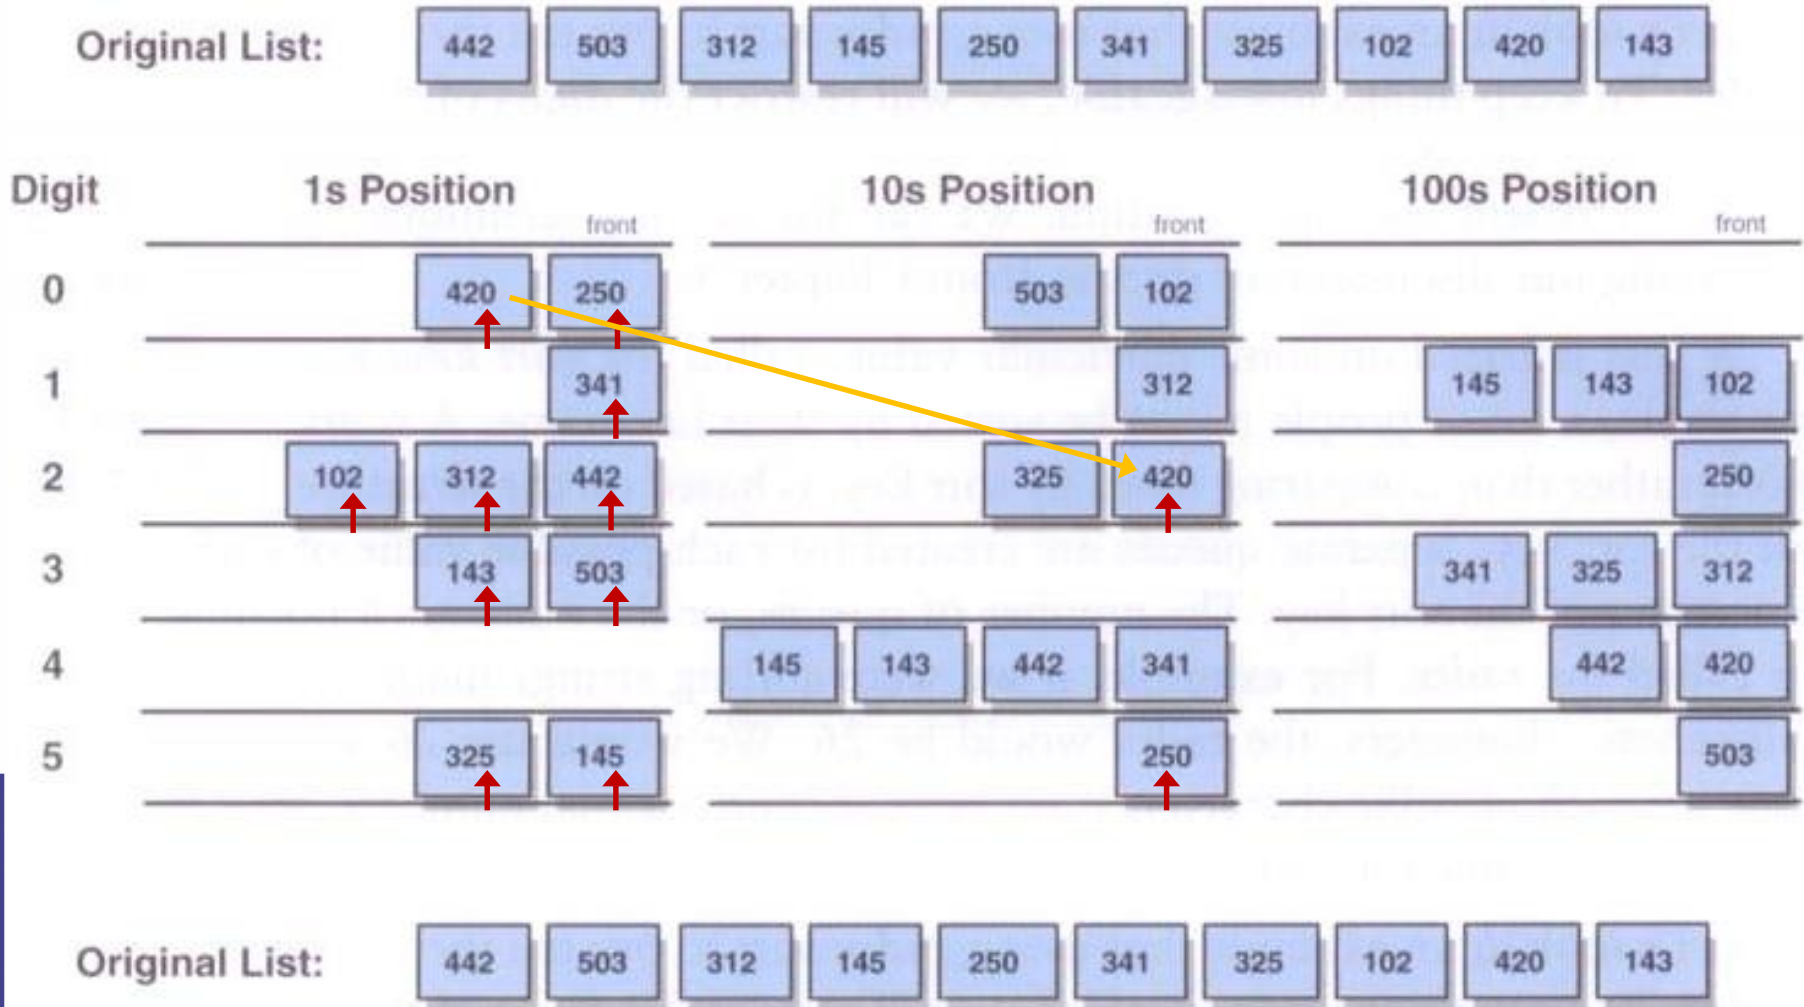 Original List: 442 503 312 145 250 341 325 102 420 143
Digit 1s Position 10s Position 100s Position
front front front
0 420 250 503 102
1 341 312 145 143 102
2 102 312 442 325 420 250
3 143 503 341 325 312
4 145 143 442 341 442 420
5 325 145 250 503
Original List: 442 503 312 145 250 341 325 102 420 143